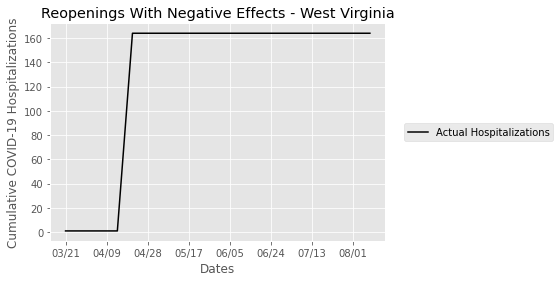 Reopenings With Negative Effects - West Virginia
Cumulative COVID-19 Hospitalizations
160
140
120
100
80
60
40
20
0
03/21 04/09 04/28 05/17 06/05 06/24 07/13 08/01
Dates
Actual Hospitalizations